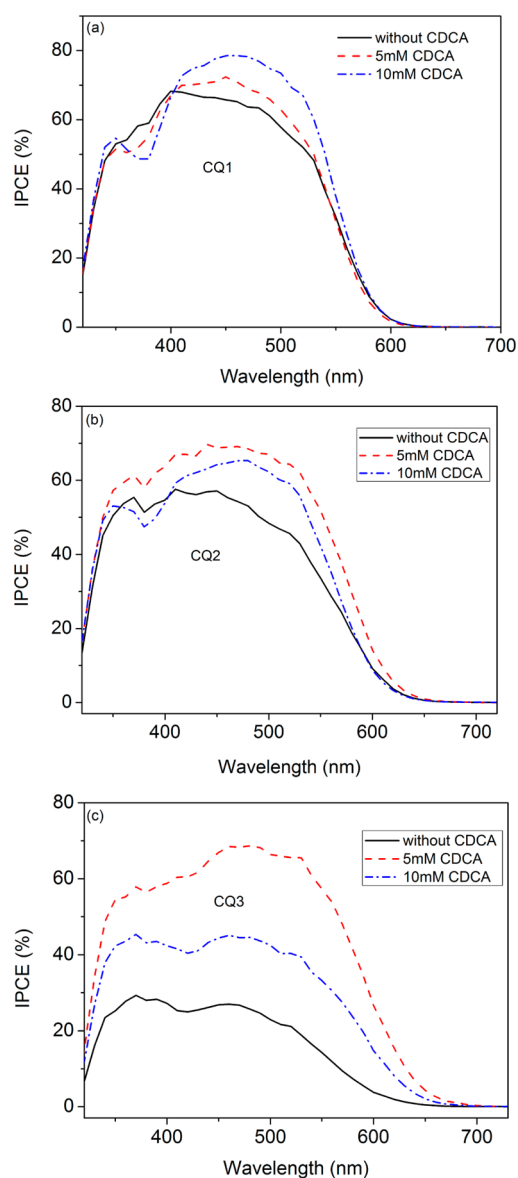 (a)
without CDCA
5mM CDCA
10mM CDCA
CQ1
IPCE (%)
80
60
40
20
0
400
500
600
700
Wavelength (nm)
(b)
without CDCA
5mM CDCA
10mM CDCA
CQ2
IPCE (%)
80
60
40
20
0
400
500
600
700
Wavelength (nm)
(c)
without CDCA
5mM CDCA
10mM CDCA
CQ3
IPCE (%)
80
60
40
20
0
400
500
600
700
Wavelength (nm)